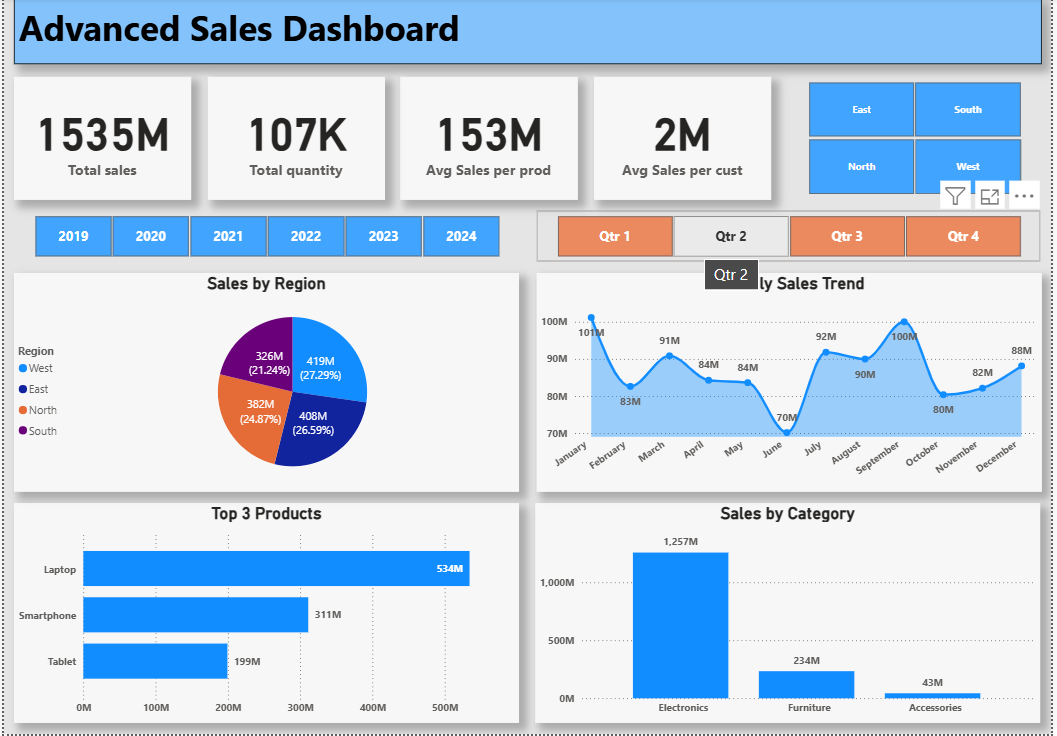 Advanced Sales Dashboard
1535M
Total sales
107K
Total quantity
153M
Avg Sales per prod
2M
Avg Sales per cust
East
South
North
West
2019
2020
2021
2022
2023
2024
Qtr 1
Qtr 2
Qtr 3
Qtr 4
Qtr 2
Sales by Region
Region
West
East
North
South
326M
(21.24%)
419M
(27.29%)
382M
(24.87%)
408M
(26.59%)
ly Sales Trend
100M
90M
80M
70M
101M
83M
91M
84M
84M
70M
92M
90M
100M
80M
82M
88M
January
February
March
April
May
June
July
August
September
October
November
December
Top 3 Products
Laptop
534M
Smartphone
311M
Tablet
199M
0M
100M
200M
300M
400M
500M
Sales by Category
1,000M
500M
0M
1,257M
234M
43M
Electronics
Furniture
Accessories